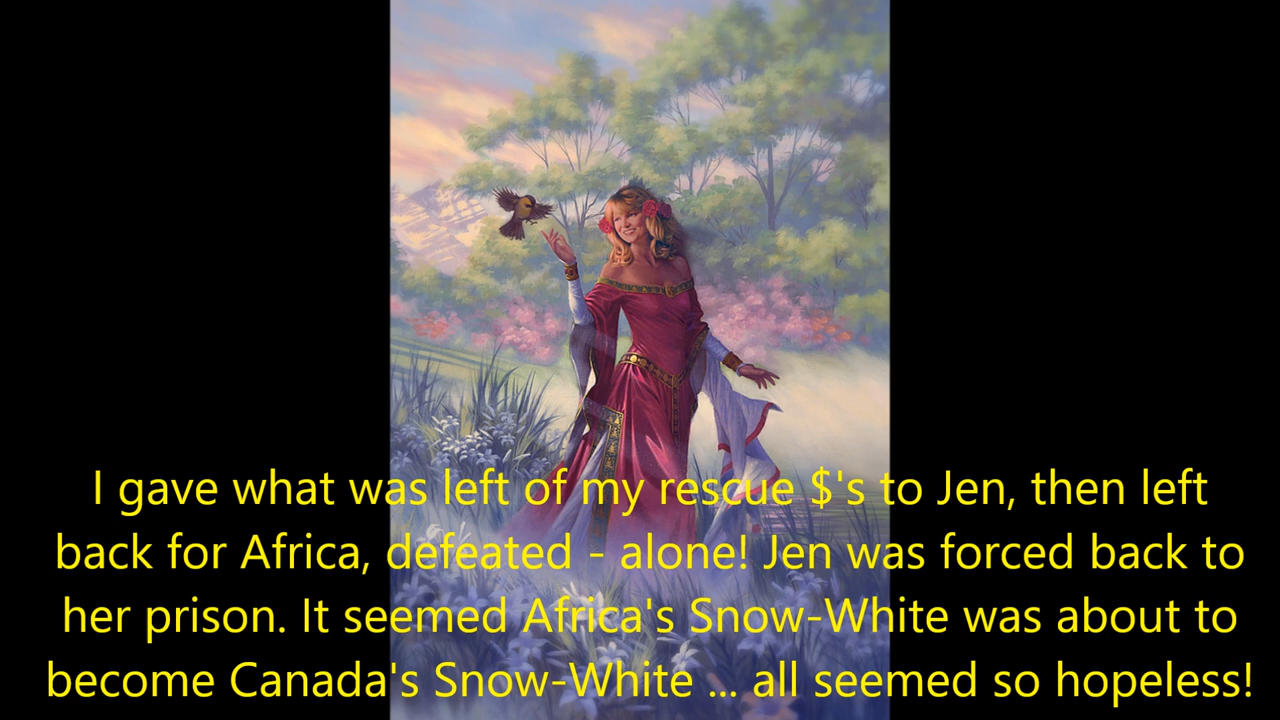 I gave what was left of my rescue $'s to Jen, then left
back for Africa, defeated - alone! Jen was forced back to
her prison. It seemed Africa's Snow-White was about to
become Canada's Snow-White ... all seemed so hopeless!